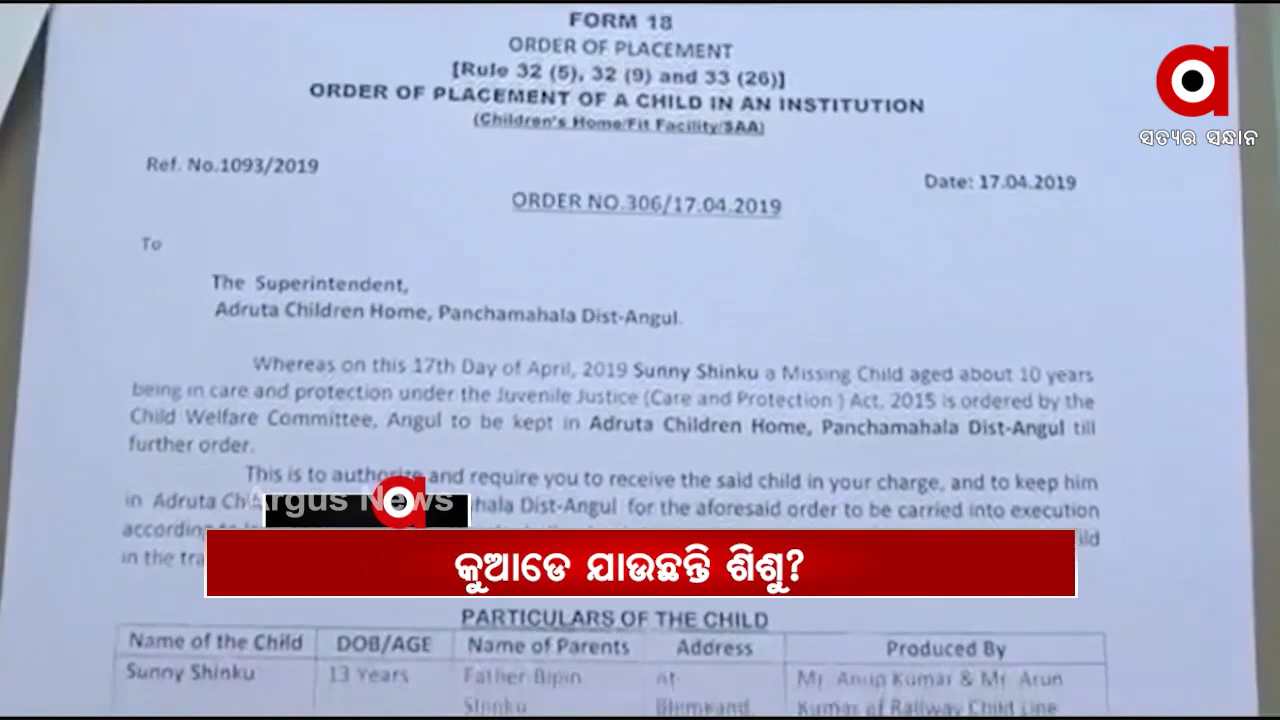 FORM 18
ORDER OF PLACEMENT
[Rule 32 (5), 32 (9) and 33 (26)]
ORDER OF PLACEMENT OF A CHILD IN AN INSTITUTION
(Children's Home/Fit Facility/SAA)
ସତ୍ୟର ସନ୍ଧାନ
Ref. No.1093/2019
Date: 17.04.2019
ORDER NO.306/17.04.2019
To
The Superintendent,
Adruta Children Home, Panchamahala Dist-Angul.
Whereas on this 17th Day of April, 2019 Sunny Shinku a Missing Child aged about 10 years
being in care and protection under the Juvenile Justice (Care and Protection ) Act, 2015 is ordered by the
Child Welfare Committee, Angul to be kept in Adruta Children Home, Panchamahala Dist-Angul till
further order.
This is to authorize and require you to receive the said child in your charge, and to keep him
in Adruta Dist-Angul for the aforesaid order to be carried into execution
Argus News
according
in the
କୁଆଡେ ଯାଉଛନ୍ତି ଶିଶୁ?
PARTICULARS OF THE CHILD
Name of the Child DOB/AGE Name of Parents Address Produced By
Sunny Shinku 13 Years Father Bipin At Mr. Anup Kumar & Mr. Arun
Shinku Kumar of Railway Child Line